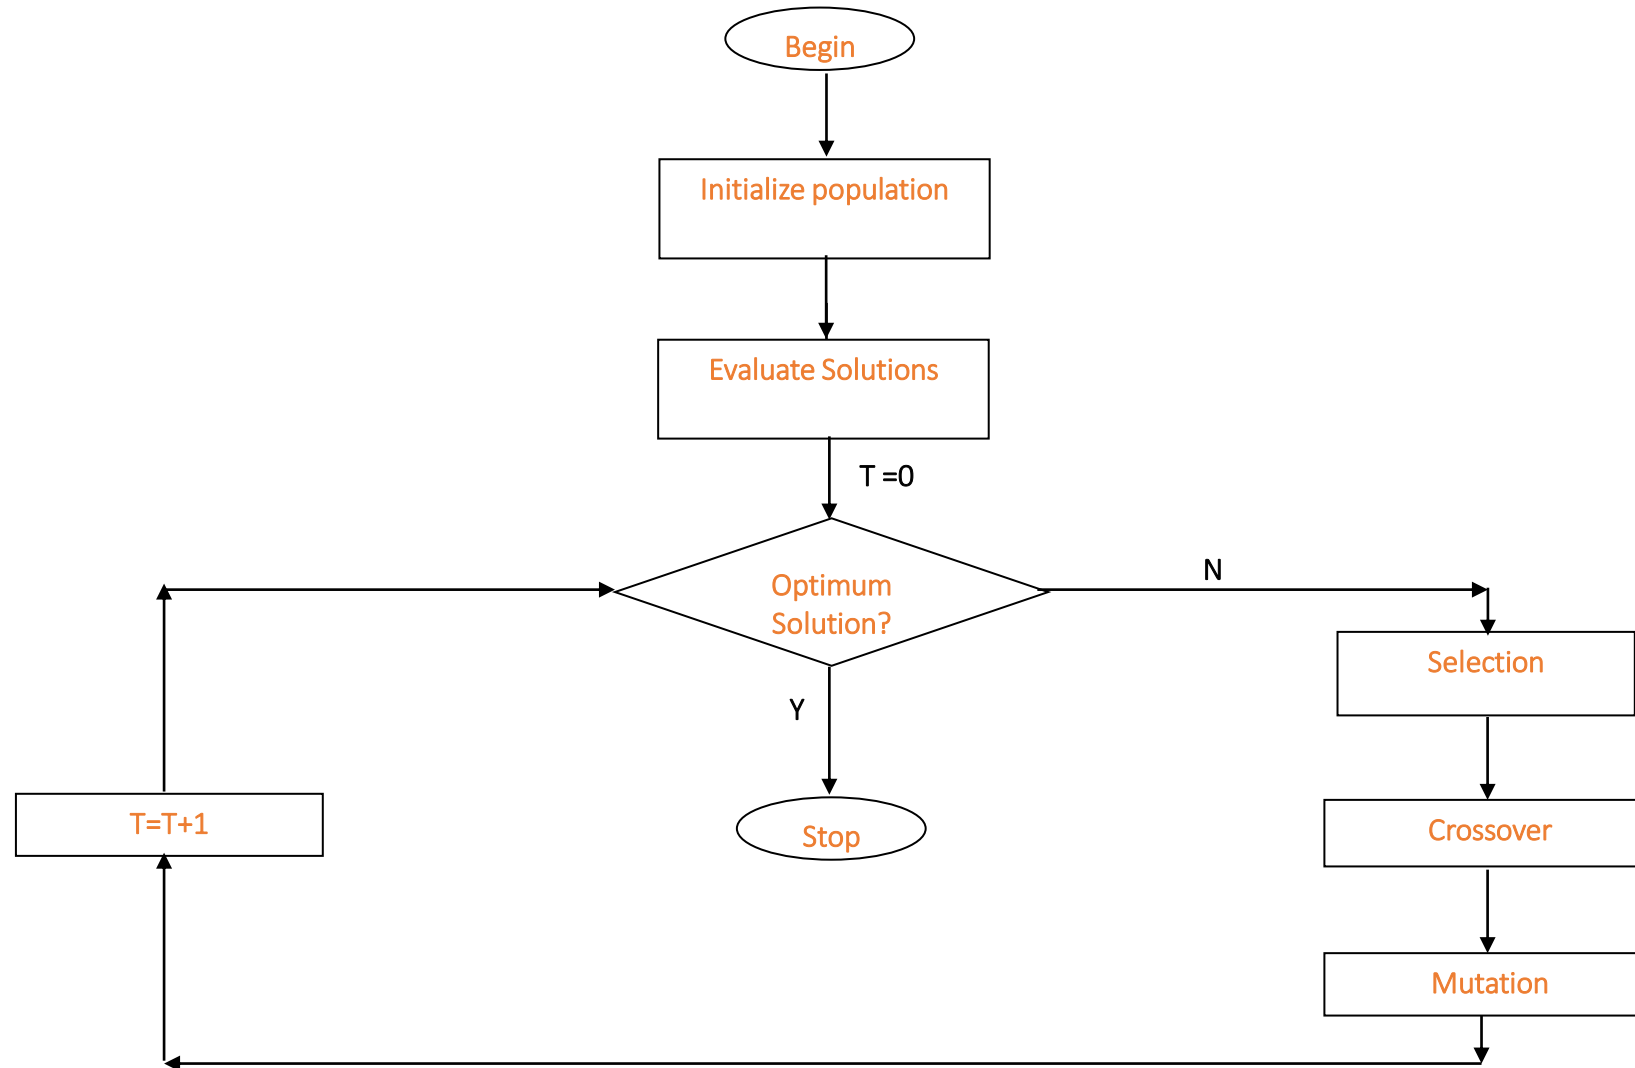 Begin
Initialize population
Evaluate Solutions
T =0
Optimum
Solution?
N
Selection
Y
T=T+1
Stop
Crossover
Mutation